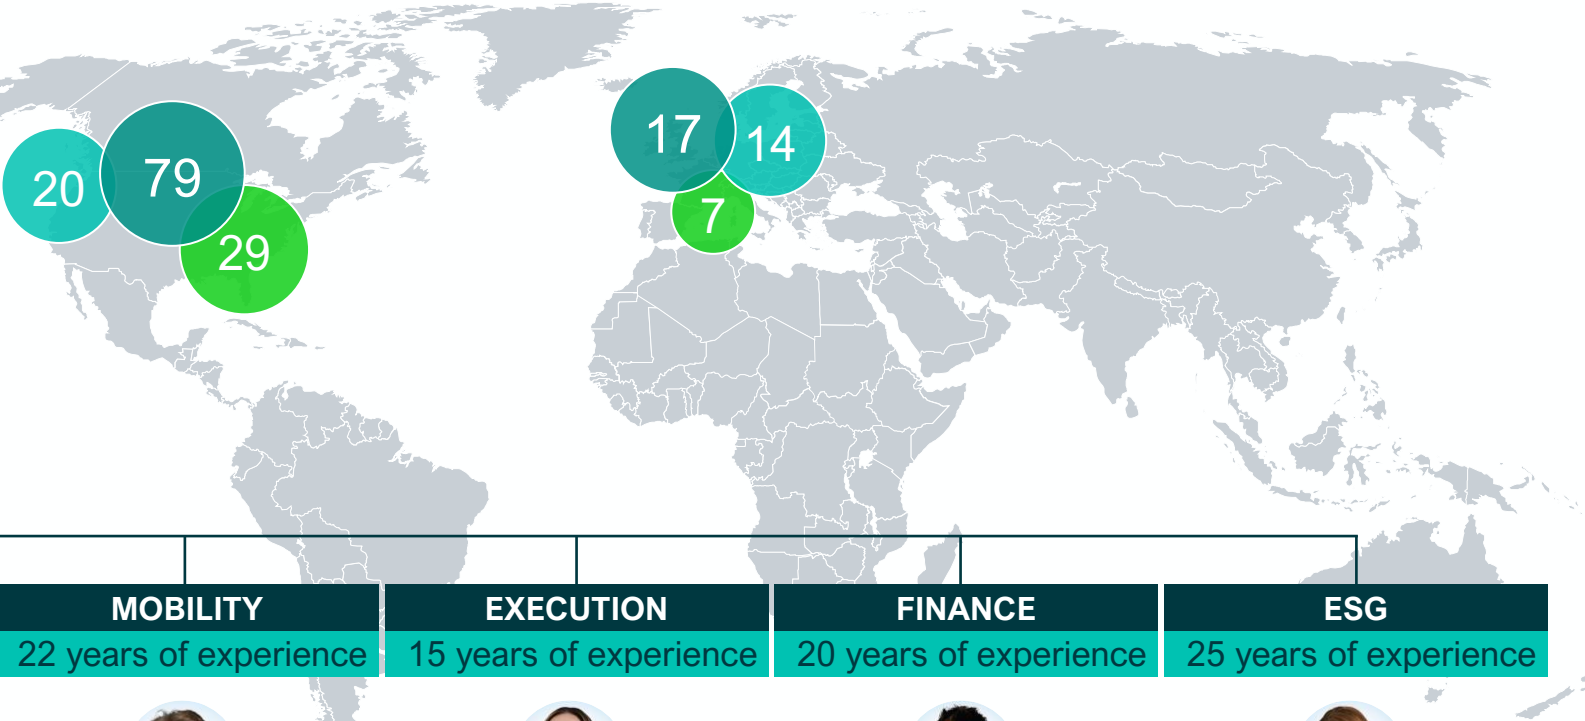 20
79
29
17
14
7
MOBILITY
22 years of experience
EXECUTION
15 years of experience
FINANCE
20 years of experience
ESG
25 years of experience